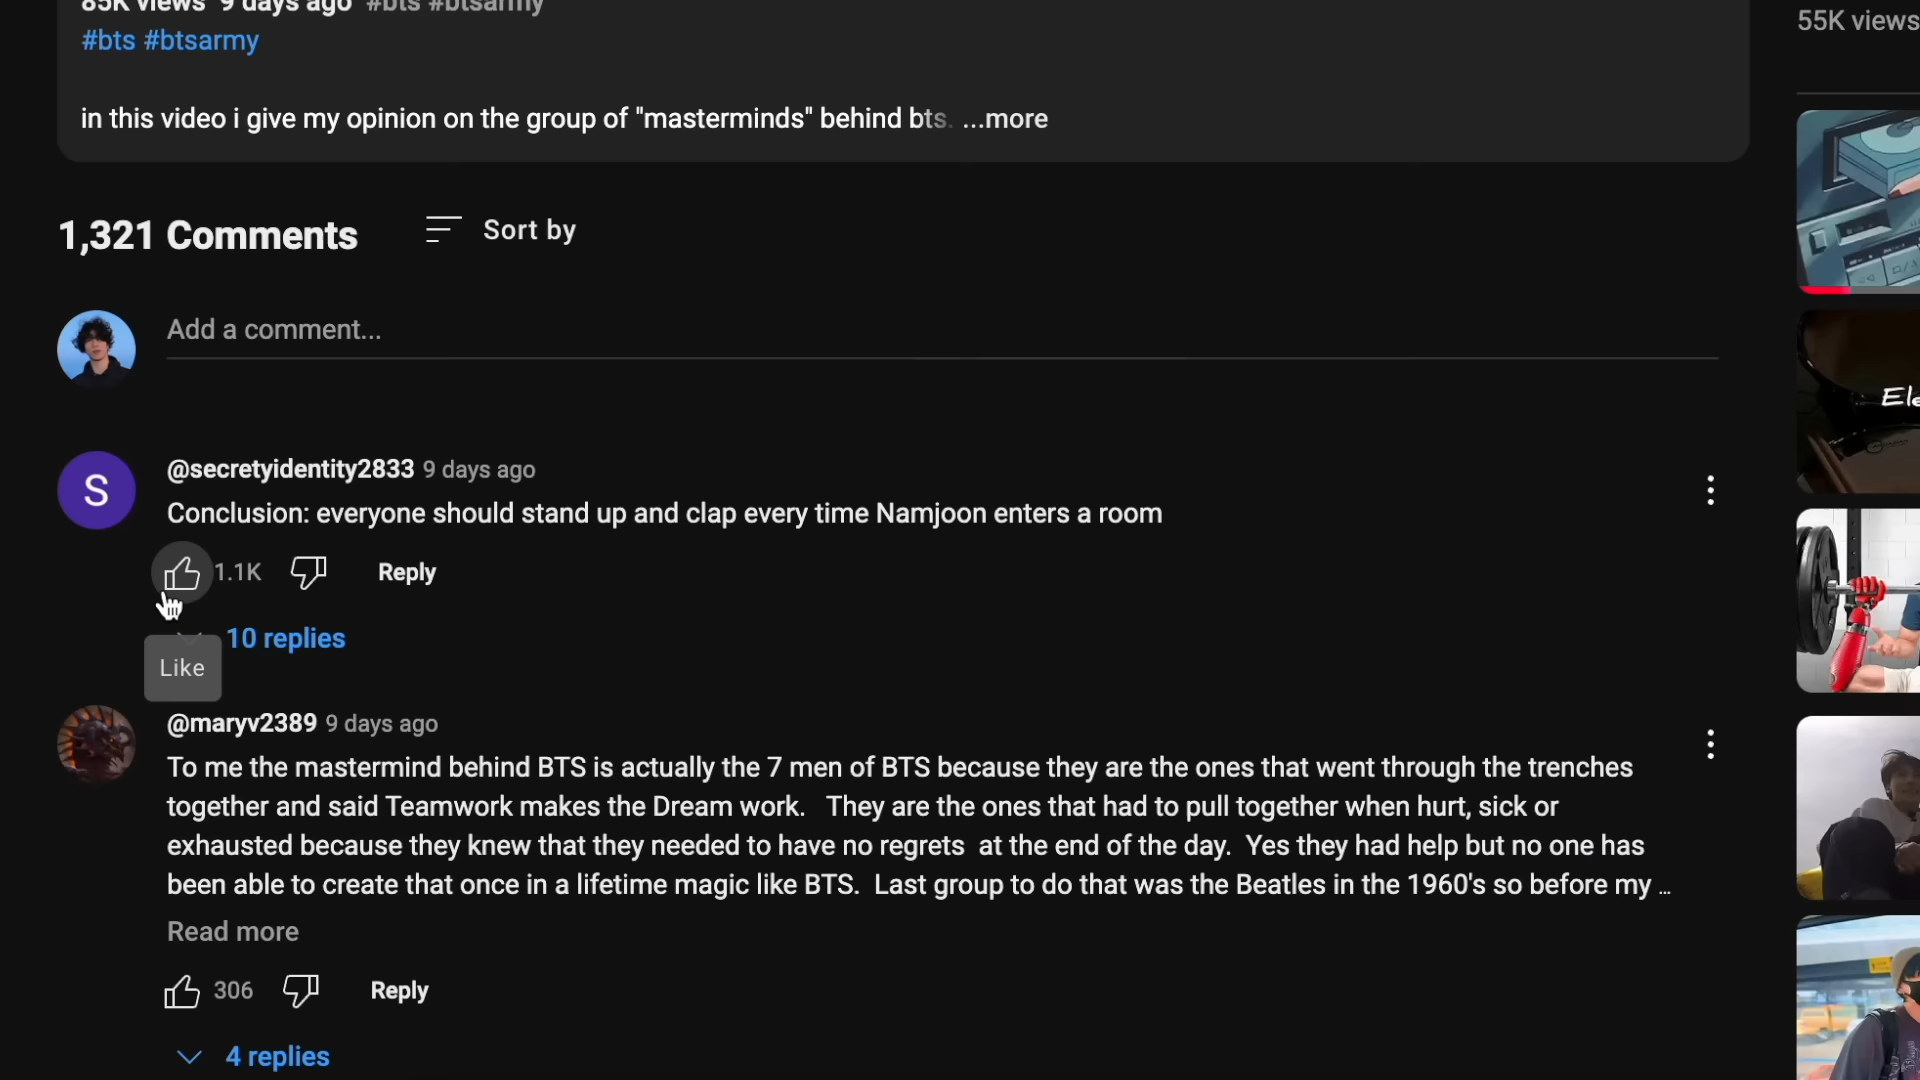 85K views 9 days ago #bts #btsarmy
#bts #btsarmy
in this video i give my opinion on the group of "masterminds" behind bts. ...more
55K views
1,321 Comments
Sort by
Add a comment...
S
@secretyidentity2833 9 days ago
Conclusion: everyone should stand up and clap every time Namjoon enters a room
1.1K
Reply
10 replies
Like
@maryv2389 9 days ago
To me the mastermind behind BTS is actually the 7 men of BTS because they are the ones that went through the trenches
together and said Teamwork makes the Dream work. They are the ones that had to pull together when hurt, sick or
exhausted because they knew that they needed to have no regrets at the end of the day. Yes they had help but no one has
been able to create that once in a lifetime magic like BTS. Last group to do that was the Beatles in the 1960's so before my ...
Read more
306
Reply
4 replies